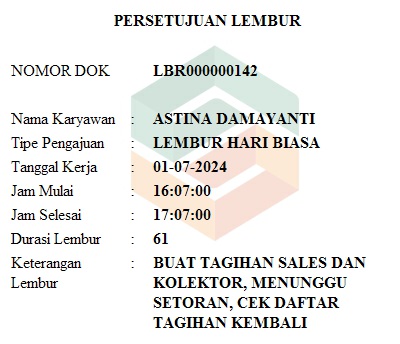 PERSETUJUAN LEMBUR
NOMOR DOK LBR000000142
Nama Karyawan : ASTINA DAMAYANTI
Tipe Pengajuan : LEMBUR HARI BIASA
Tanggal Kerja : 01-07-2024
Jam Mulai : 16:07:00
Jam Selesai : 17:07:00
Durasi Lembur : 61
Keterangan : BUAT TAGIHAN SALES DAN
Lembur KOLEKTOR, MENUNGGU
SETORAN, CEK DAFTAR
TAGIHAN KEMBALI